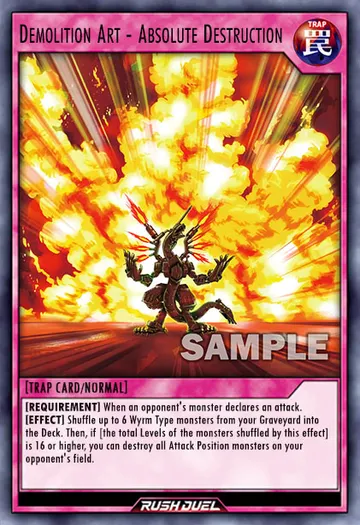 Demolition Art - Absolute Destruction
TRAP
罠
SAMPLE
[TRAP CARD/NORMAL]
[REQUIREMENT] When an opponent's monster declares an attack.
[EFFECT] Shuffle up to 6 Wyrm Type monsters from your Graveyard into
the Deck. Then, if [the total Levels of the monsters shuffled by this effect]
is 16 or higher, you can destroy all Attack Position monsters on your
opponent's field.
RUSH DUEL